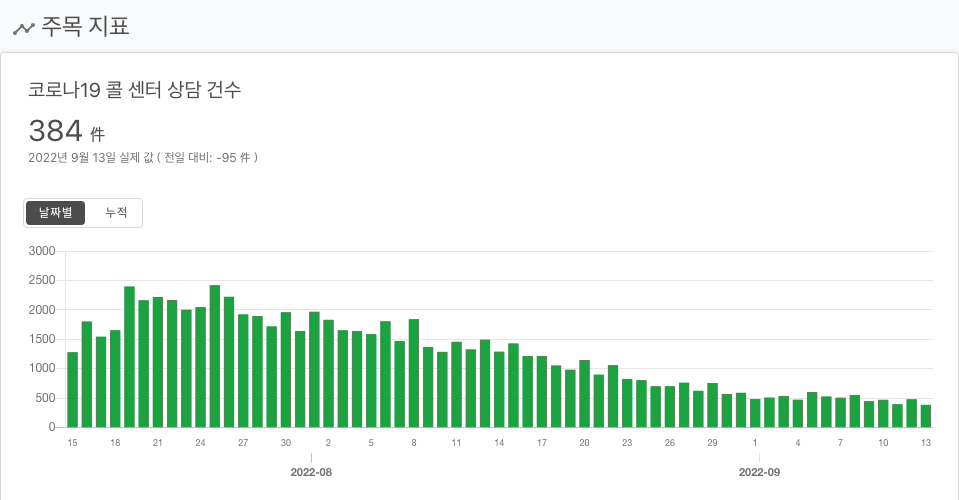 주목 지표
코로나19 콜 센터 상담 건수
384 件
2022년 9월 13일 실제 값 ( 전일 대비: -95 件 )
날짜별 누적
3000
2500
2000
1500
1000
500
0
15 18 21 24 27 30 2 5 8 11 14 17 20 23 26 29 1 4 7 10 13
2022-08 2022-09